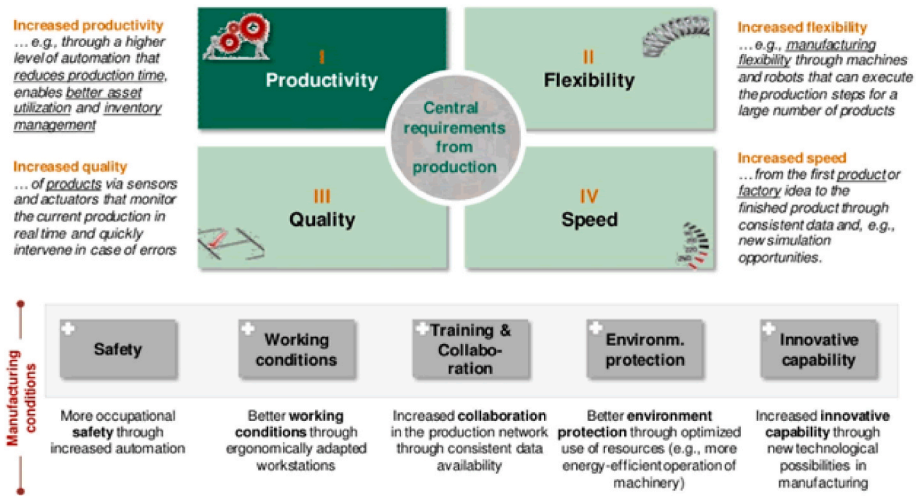 Increased productivity
… e.g., through a higher
level of automation that
reduces production time,
enables better asset
utilization and inventory
management
I
Productivity
II
Flexibility
Increased flexibility
… e.g., manufacturing
flexibility through machines
and robots that can execute
the production steps for a
large number of products
Central
requirements
from
production
Increased quality
… of products via sensors
and actuators that monitor
the current production in
real time and quickly
intervene in case of errors
III
Quality
IV
Speed
Increased speed
…from the first product or
factory idea to the
finished product through
consistent data and, e.g.,
new simulation
opportunities.
Manufacturing
conditions
Safety
Working
conditions
Training &
Collabo-
ration
Environm.
protection
Innovative
capability
More occupational
safety through
increased automation
Better working
conditions through
ergonomically adapted
workstations
Increased collaboration
in the production network
through consistent data
availability
Better environment
protection through optimized
use of resources (e.g., more
energy-efficient operation of
machinery)
Increased innovative
capability through
new technological
possibilities in
manufacturing